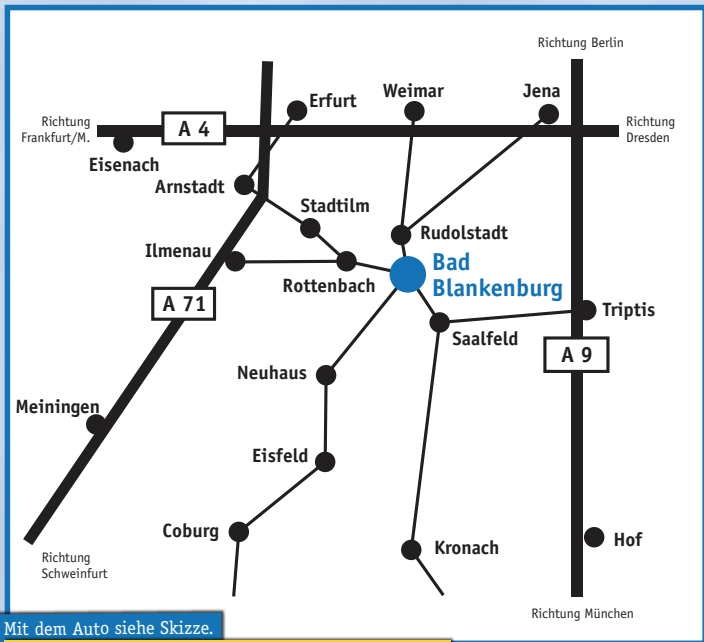 Richtung Berlin
Erfurt
Weimar
Jena
Richtung
Frankfurt/M.
A 4
Richtung
Dresden
Eisenach
Arnstadt
Stadtilm
Rudolstadt
Ilmenau
Rottenbach
Bad
Blankenburg
A 71
Triptis
Saalfeld
A 9
Neuhaus
Meiningen
Eisfeld
Coburg
Kronach
Hof
Richtung
Schweinfurt
Richtung München
Mit dem Auto siehe Skizze.